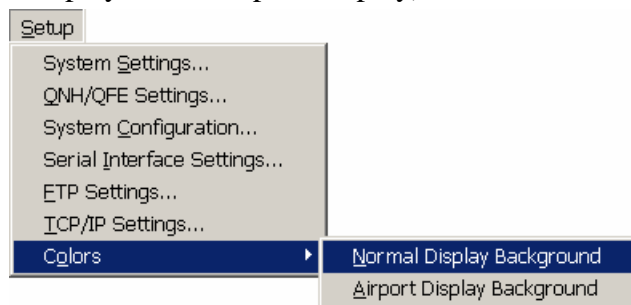 Setup
System Settings...
QNH/QFE Settings...
System Configuration...
Serial Interface Settings...
FTP Settings...
TCP/IP Settings...
Colors
Normal Display Background
Airport Display Background